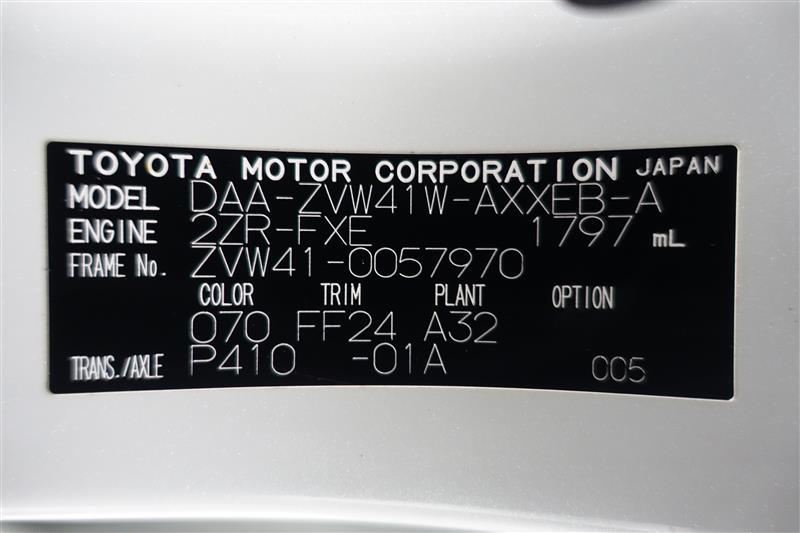 TOYOTA MOTOR CORPORATION JAPAN
MODEL DAA-ZVW41W-AXXEB-A
ENGINE 2ZR-FXE 1797 mL
FRAME No. ZVW41-0057970
COLOR TRIM PLANT OPTION
070 FF24 A32
TRANS./AXLE P410 -01A 005